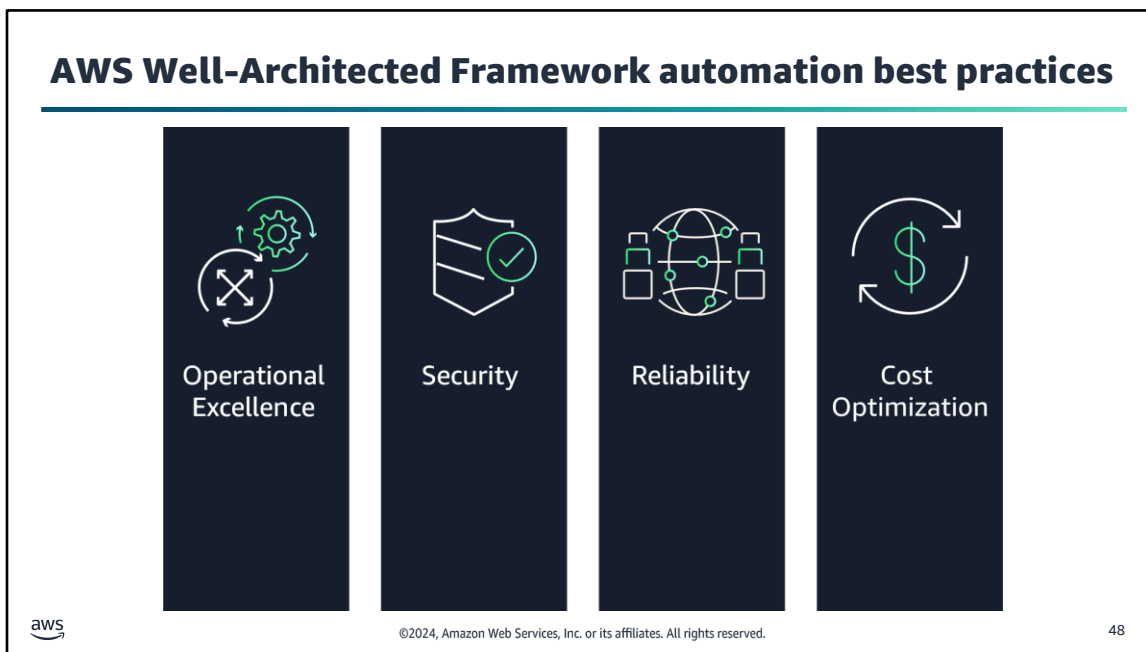 AWS Well-Architected Framework automation best practices
Operational
Excellence
Security
Reliability
Cost
Optimization
aws
©2024, Amazon Web Services, Inc. or its affiliates. All rights reserved.
48